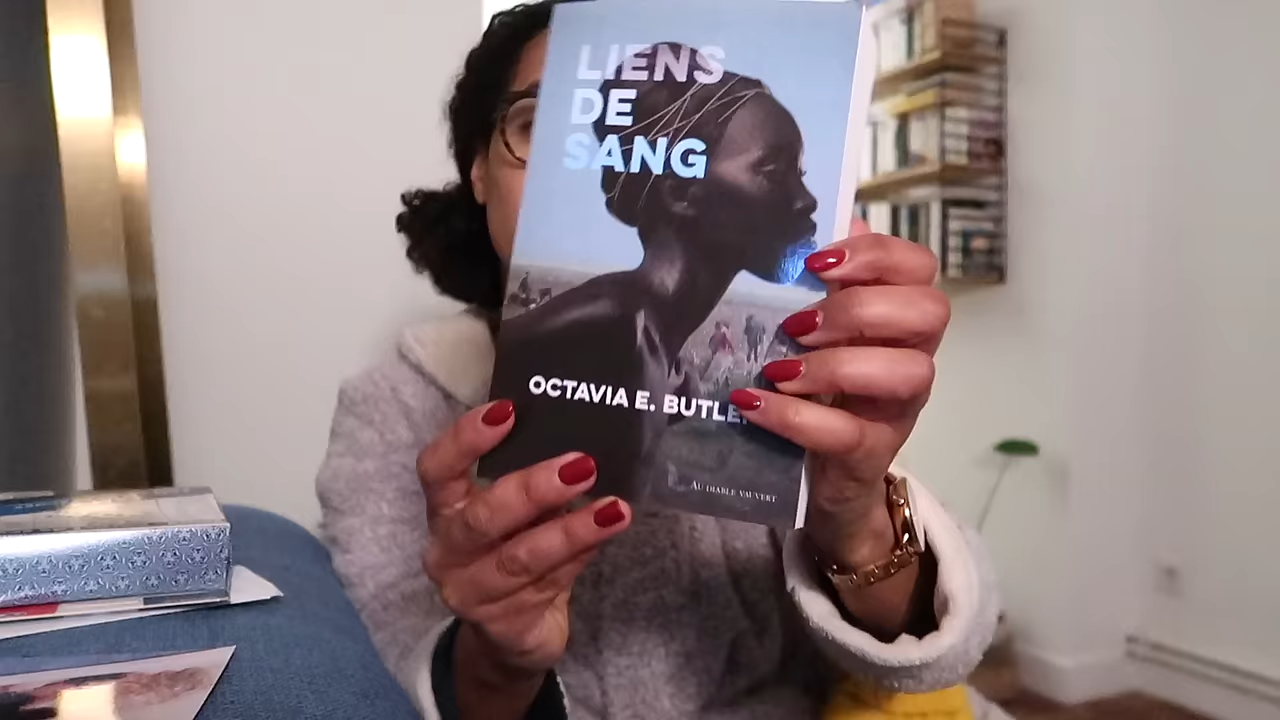 LIENS
DE
SANG
OCTAVIA E. BUTLE
AU DIABLE VAUVERT